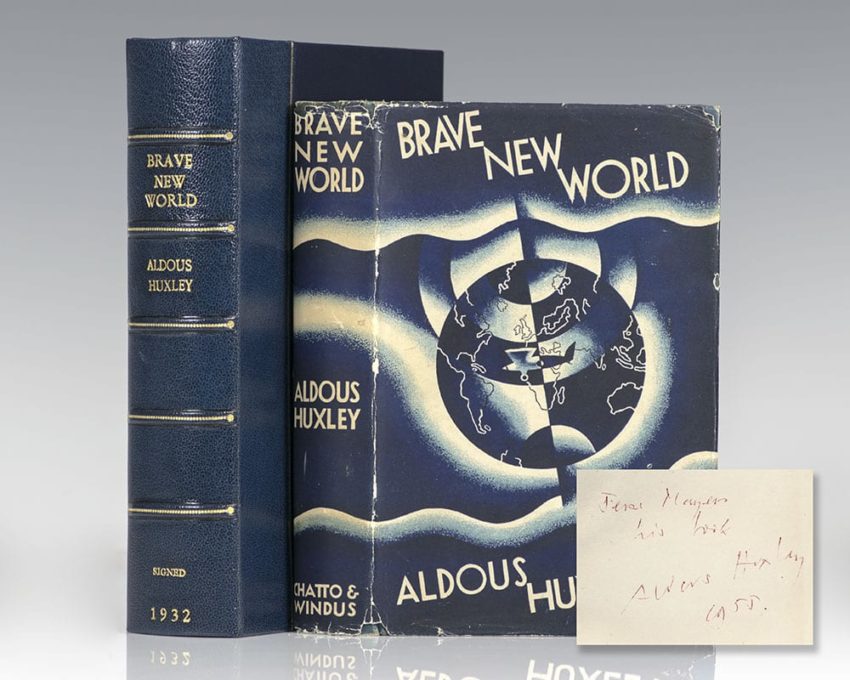 BRAVE
NEW
WORLD
ALDOUS
HUXLEY
SIGNED
1932
BRAVE
NEW
WORLD
ALDOUS
HUXLEY
CHATTO &
WINDUS
BRAVE
NEW
WORLD
ALDOUS
HU
his book
Aldous Huxley
1955.